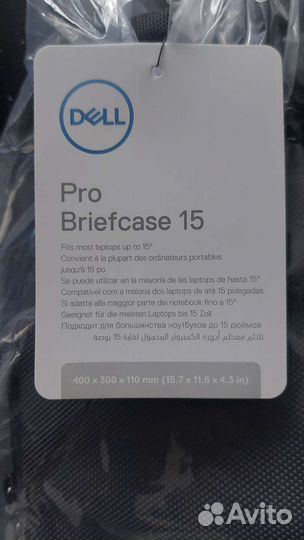 DELL
Pro
Briefcase 15
Fits most laptops up to 15"
Convient à la plupart des ordinateurs portables
jusqu'à 15 po
Se puede utilizar en la mayoría de las laptops de hasta 15"
Compatível com a maioria dos laptops de até 15 polegadas
Si adatta alla maggior parte dei notebook fino a 15"
Geeignet für die meisten Laptops bis 15 Zoll
Подходит для большинства ноутбуков до 15 дюймов
تلائم معظم أجهزة الكمبيوتر المحمول لغاية 15 بوصة
400 x 300 x 110 mm (15.7 x 11.8 x 4.3 in)
Avito